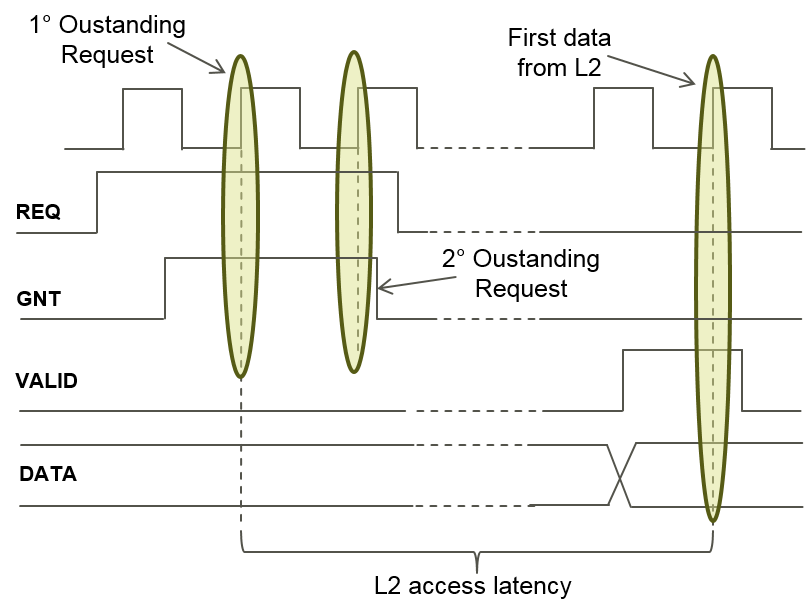 1° Oustanding
Request
First data
from L2
REQ
2° Oustanding
Request
GNT
VALID
DATA
L2 access latency